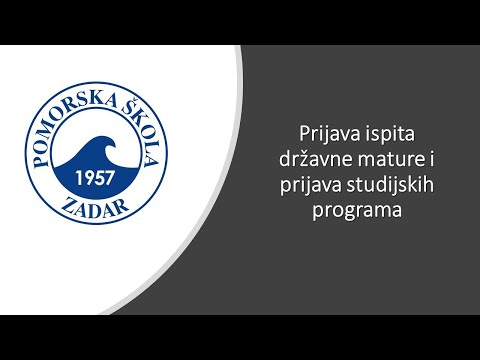 POMORSKA ŠKOLA
1957
ZADAR
Prijava ispita
državne mature i
prijava studijskih
programa